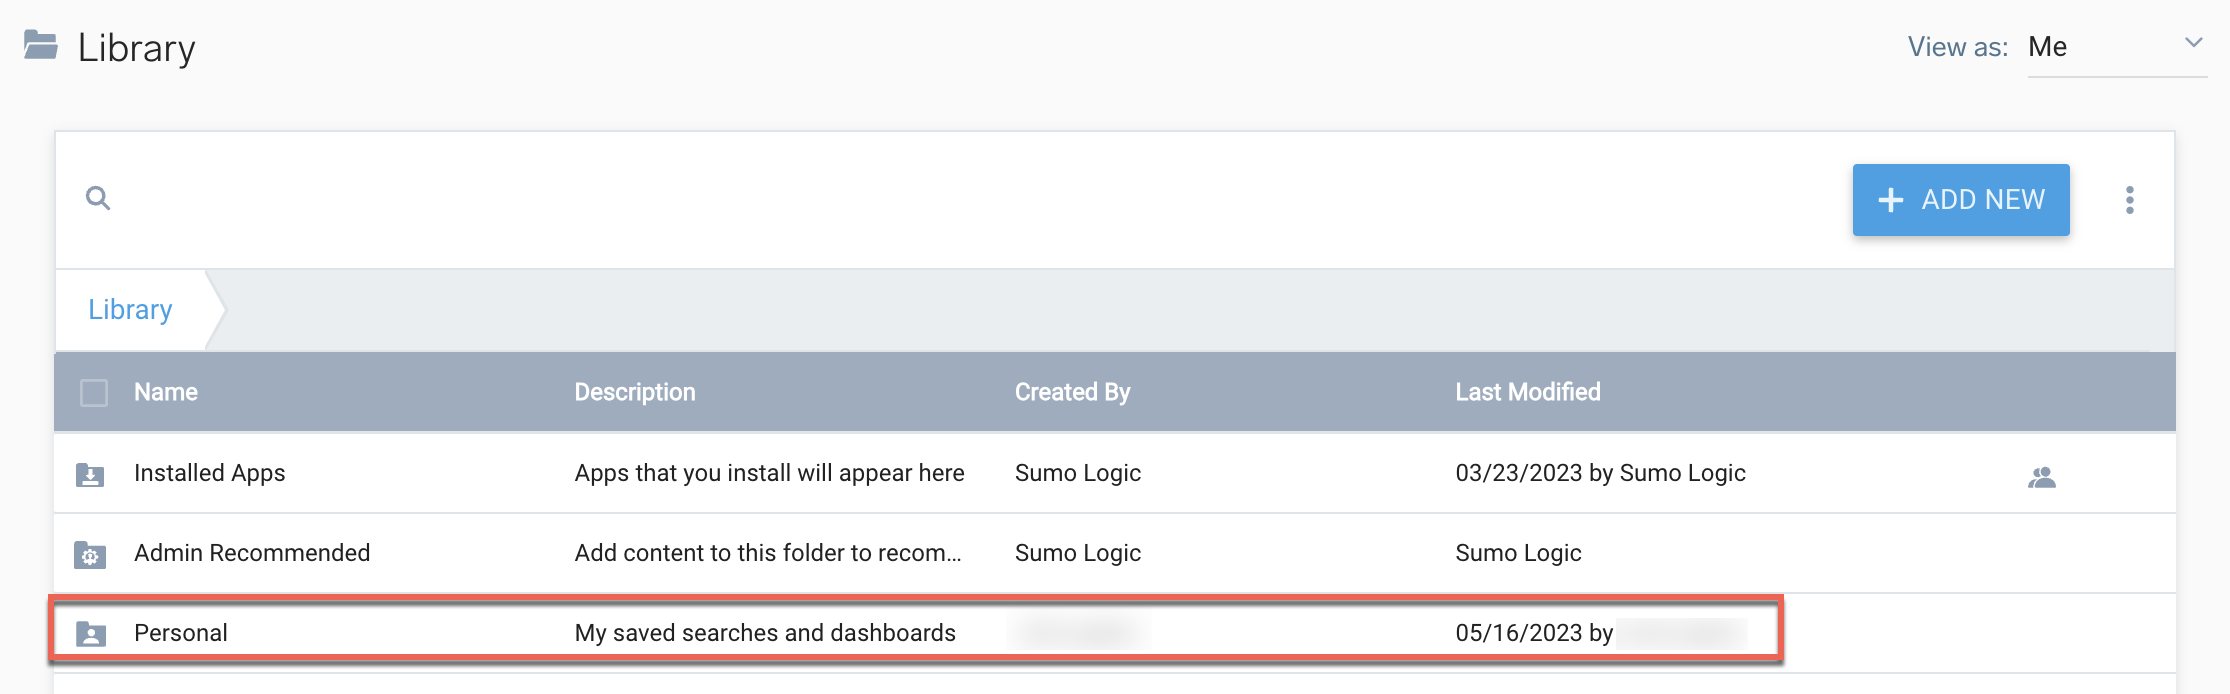 Library
View as: Me
ADD NEW
Library
Name Description Created By Last Modified
Installed Apps Apps that you install will appear here Sumo Logic 03/23/2023 by Sumo Logic
Admin Recommended Add content to this folder to recom... Sumo Logic Sumo Logic
Personal My saved searches and dashboards 05/16/2023 by